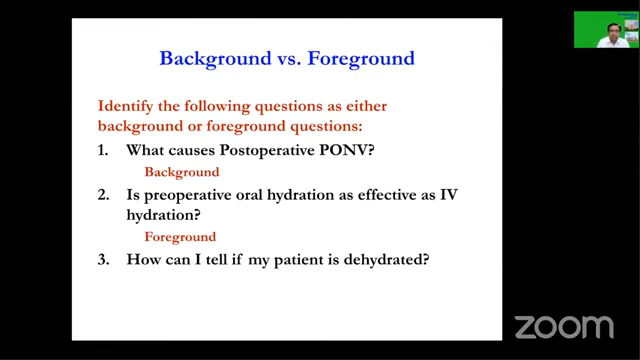 Background vs. Foreground
Identify the following questions as either
background or foreground questions:
1. What causes Postoperative PONV?
Background
2. Is preoperative oral hydration as effective as IV
hydration?
Foreground
3. How can I tell if my patient is dehydrated?
zoom